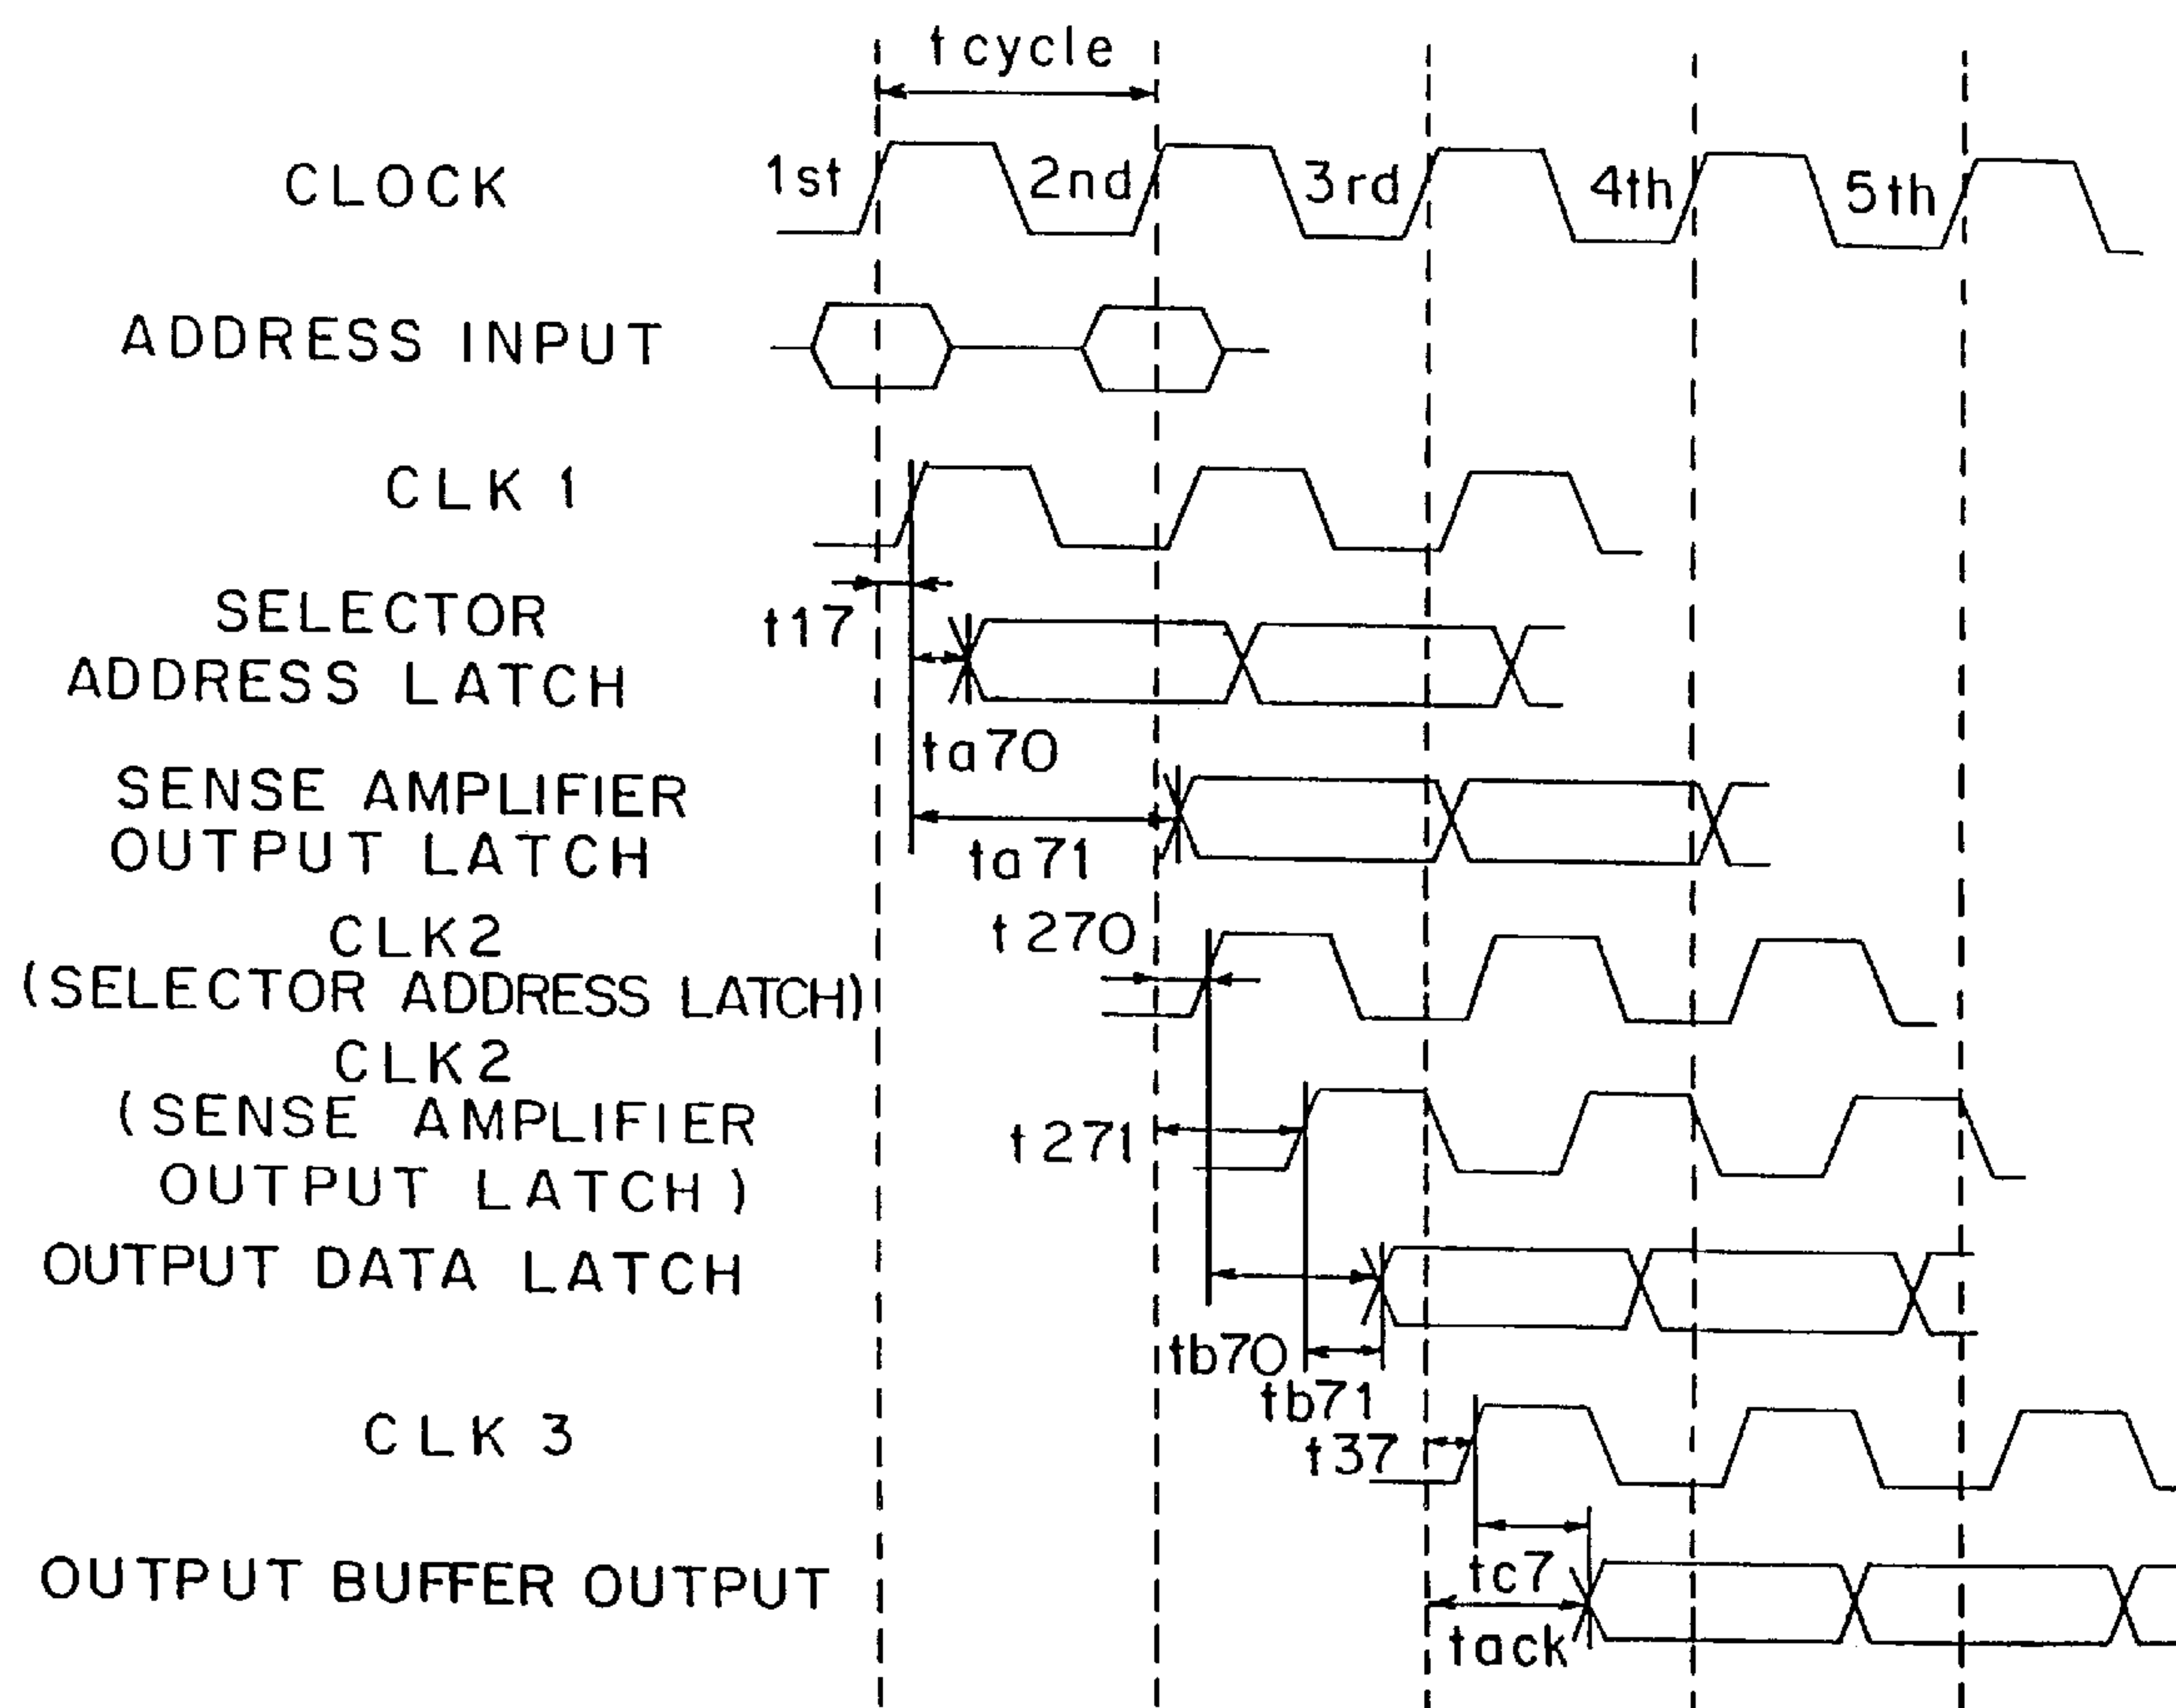 t cycle
CLOCK
1st
2nd
3rd
4th
5th
ADDRESS INPUT
CLK 1
t17
SELECTOR
ADDRESS LATCH
ta70
SENSE AMPLIFIER
OUTPUT LATCH
ta71
t270
CLK2
(SELECTOR ADDRESS LATCH)
CLK2
(SENSE AMPLIFIER
OUTPUT LATCH)
t271
OUTPUT DATA LATCH
tb70
tb71
CLK 3
t37
tc7
OUTPUT BUFFER OUTPUT
tack